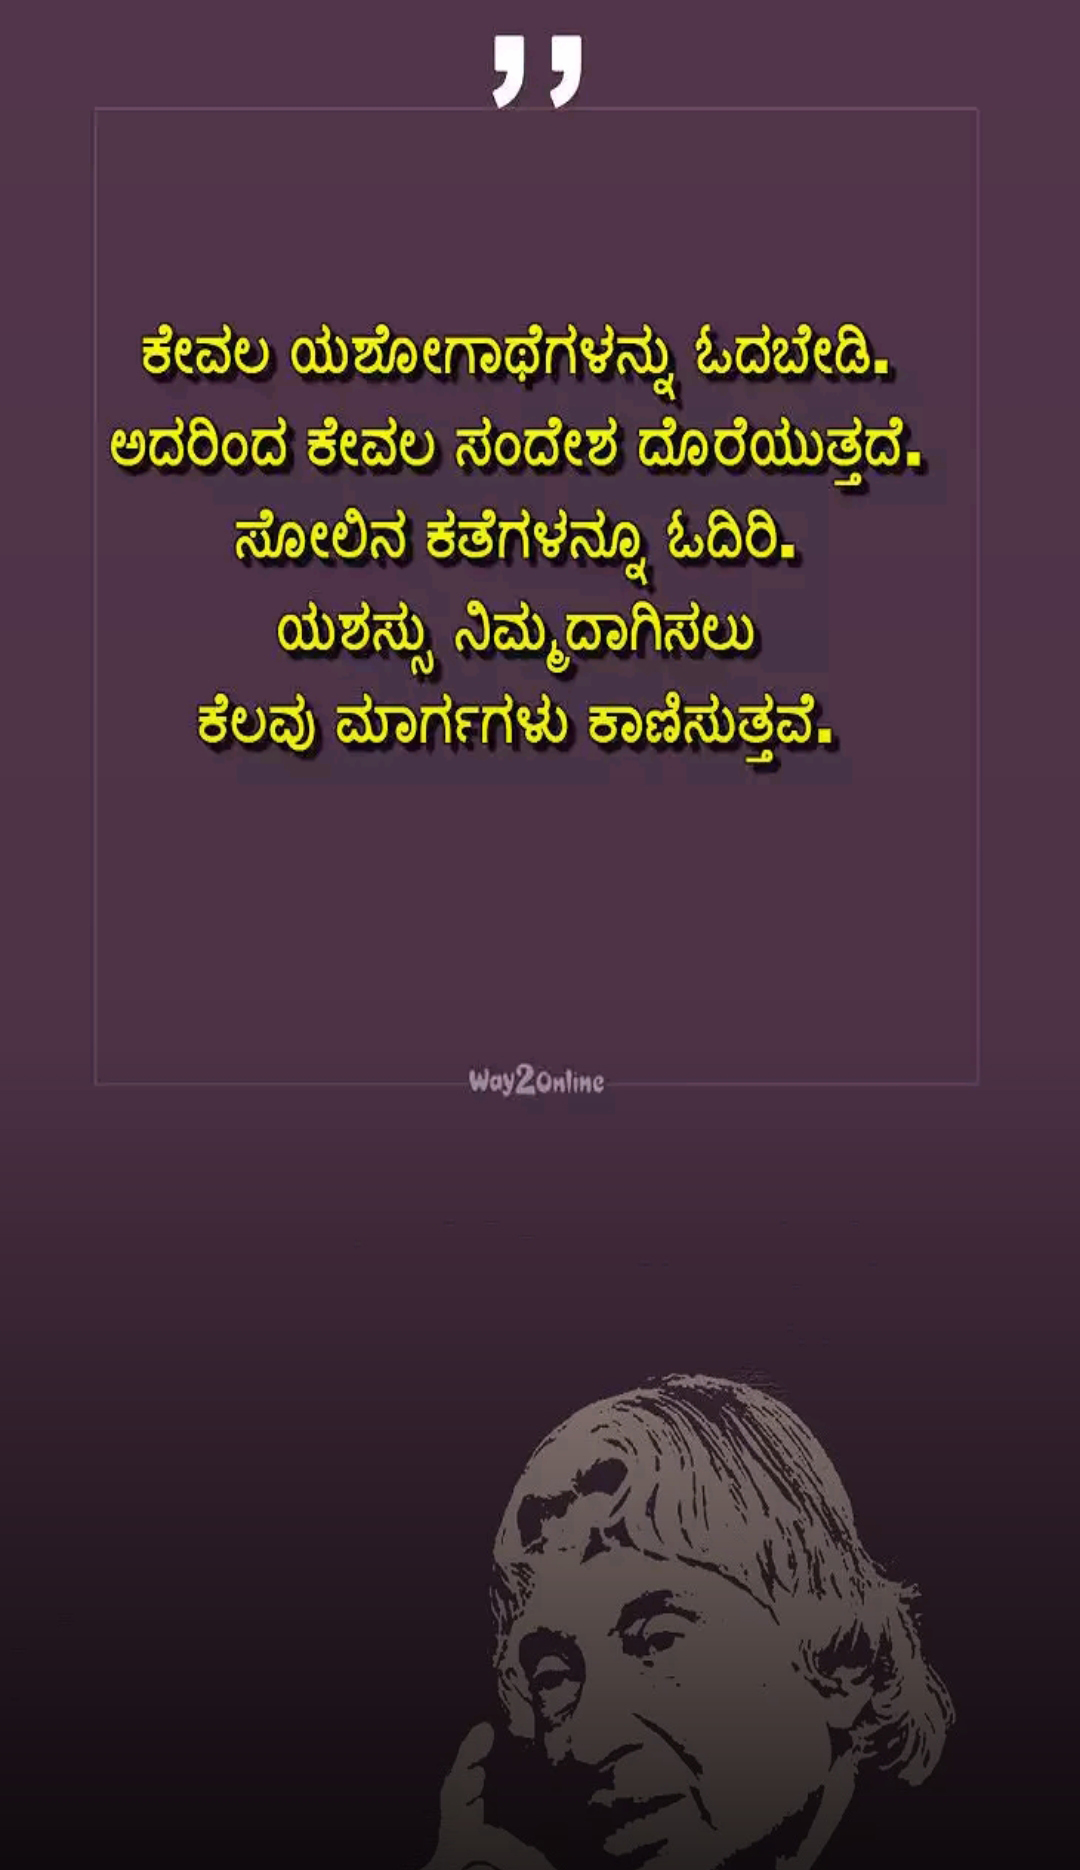 ”
ಕೇವಲ ಯಶೋಗಾಥೆಗಳನ್ನು ಓದಬೇಡಿ.
ಅದರಿಂದ ಕೇವಲ ಸಂದೇಶ ದೊರೆಯುತ್ತದೆ.
ಸೋಲಿನ ಕತೆಗಳನ್ನೂ ಓದಿರಿ.
ಯಶಸ್ಸು ನಿಮ್ಮದಾಗಿಸಲು
ಕೆಲವು ಮಾರ್ಗಗಳು ಕಾಣಿಸುತ್ತವೆ.
Way2Online